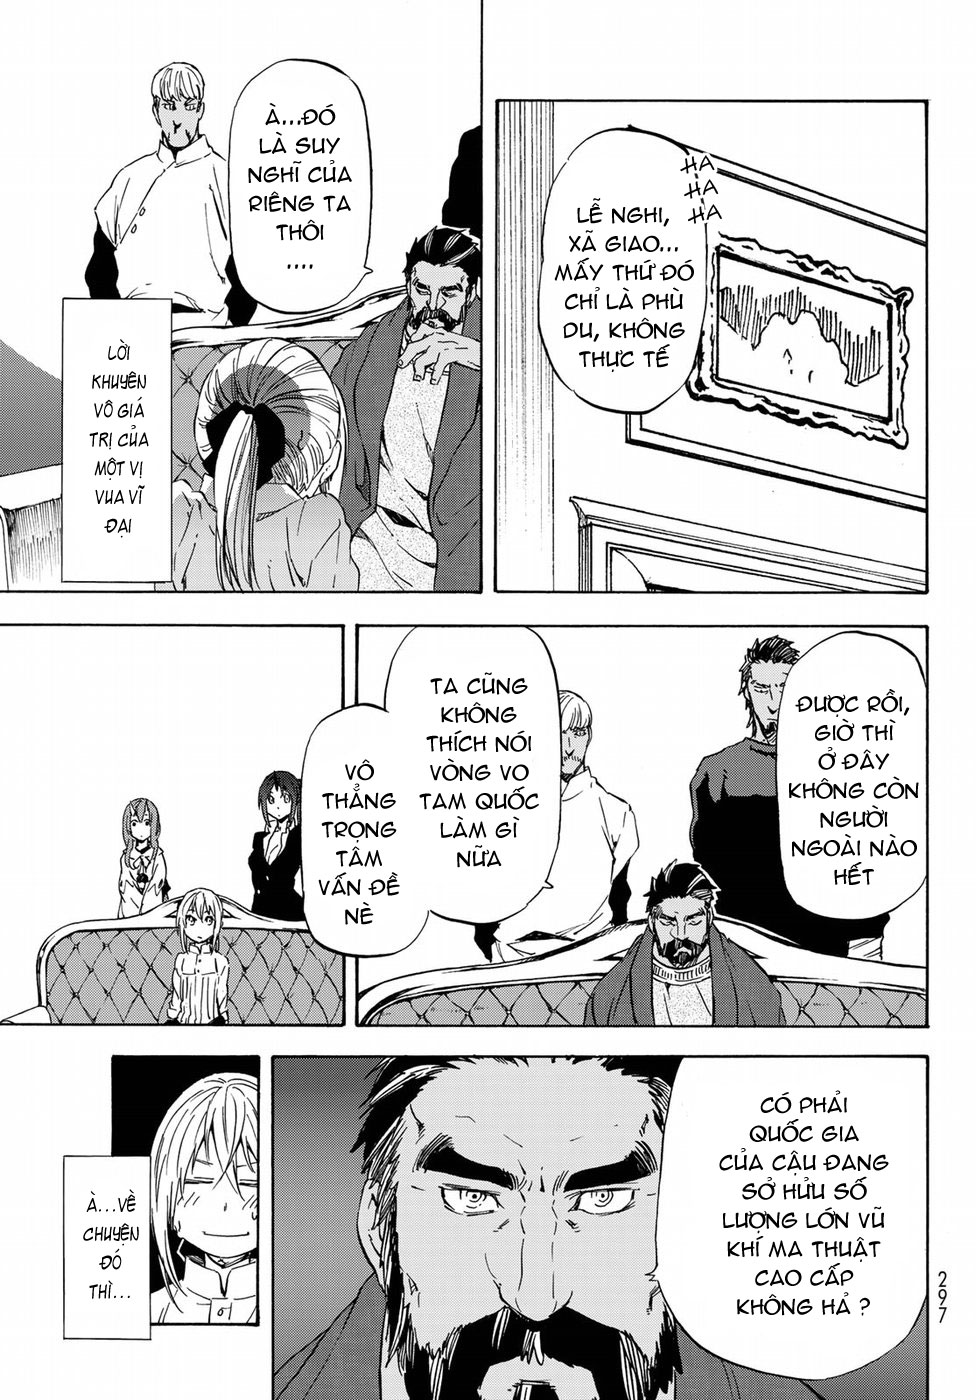 HA
HA
HA
LỄ NGHI,
XÃ GIAO...
MẤY THỨ ĐÓ
CHỈ LÀ PHÙ
DU, KHÔNG
THỰC TẾ
À...ĐÓ
LÀ SUY
NGHĨ CỦA
RIÊNG TA
THÔI
....
LỜI
KHUYÊN
VÔ GIÁ
TRỊ CỦA
MỘT VỊ
VUA VĨ
ĐẠI
ĐƯỢC RỒI,
GIỜ THÌ
Ở ĐÂY
KHÔNG CÒN
NGƯỜI
NGOÀI NÀO
HẾT
TA CŨNG
KHÔNG
THÍCH NÓI
VÒNG VO
TAM QUỐC
LÀM GÌ
NỮA
VÔ
THẲNG
TRỌNG
TÂM
VẤN ĐỀ
NÈ
CÓ PHẢI
QUỐC GIA
CỦA CẬU ĐANG
SỞ HỮU SỐ
LƯỢNG LỚN VŨ
KHÍ MA THUẬT
CAO CẤP
KHÔNG HẢ ?
À...VỀ
CHUYỆN
ĐÓ
THÌ...
297